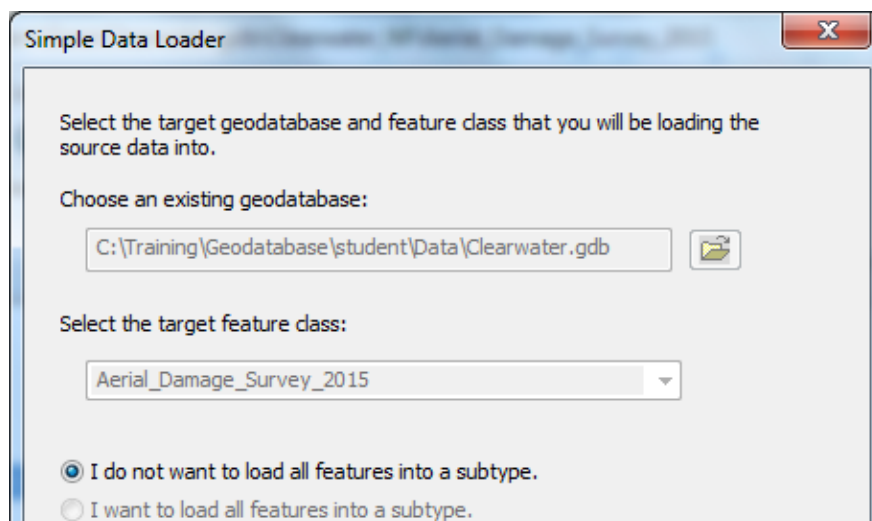 Simple Data Loader
Select the target geodatabase and feature class that you will be loading the
source data into.
Choose an existing geodatabase:
C:\Training\Geodatabase\student\Data\Clearwater.gdb
Select the target feature class:
Aerial_Damage_Survey_2015
I do not want to load all features into a subtype.
I want to load all features into a subtype.